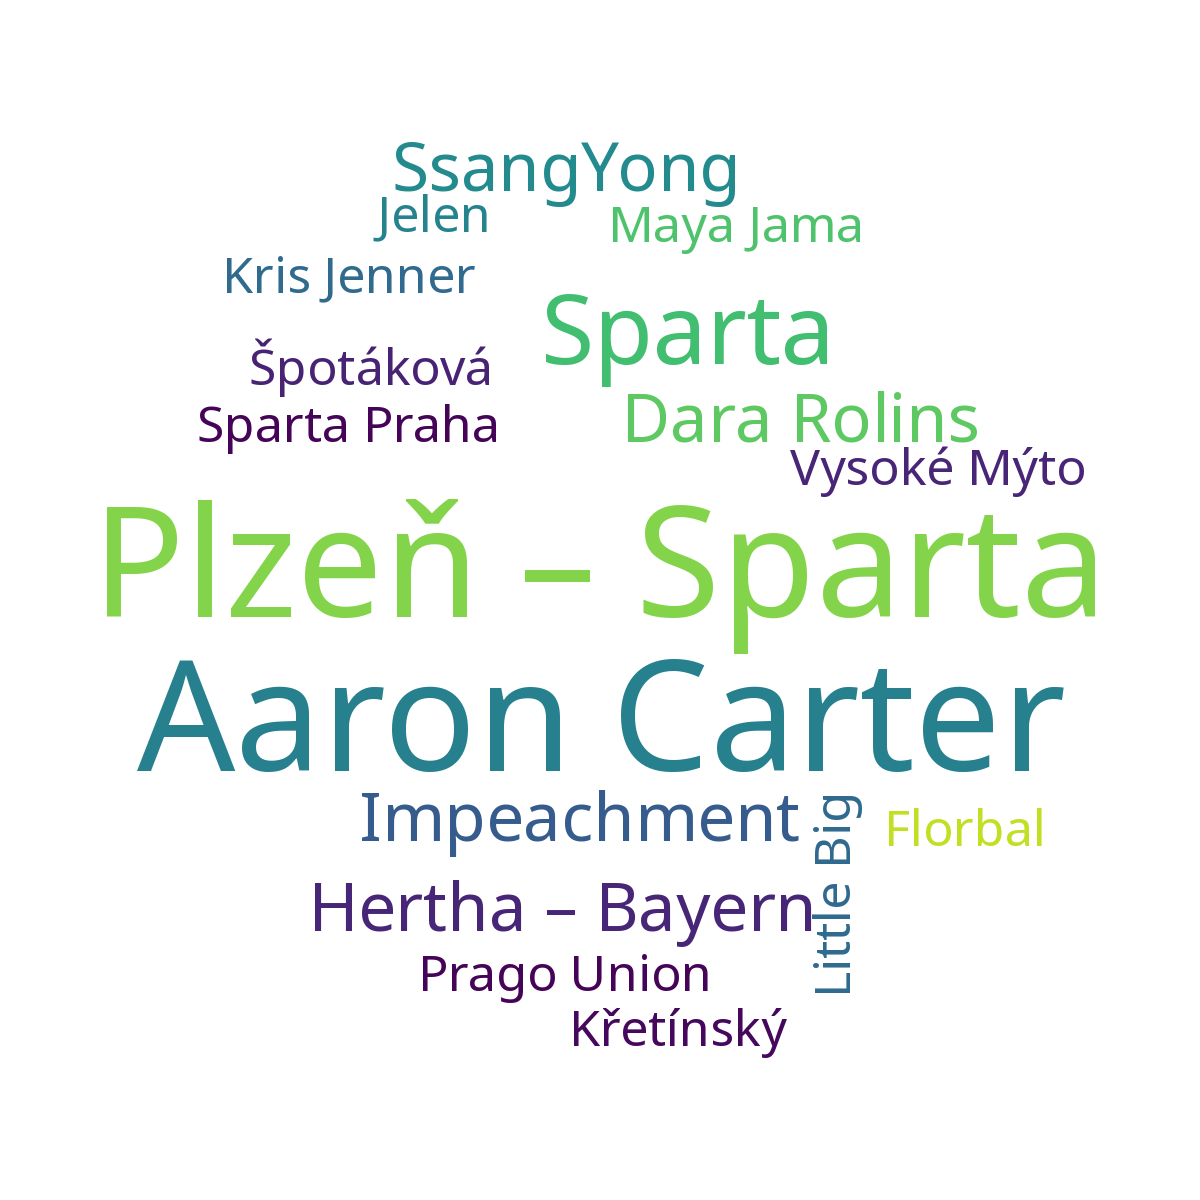 SsangYong
Jelen
Maya Jama
Kris Jenner
Sparta
Špotáková
Dara Rolins
Sparta Praha
Vysoké Mýto
Plzeň – Sparta
Aaron Carter
Impeachment
Little Big
Florbal
Hertha – Bayern
Prago Union
Křetínský